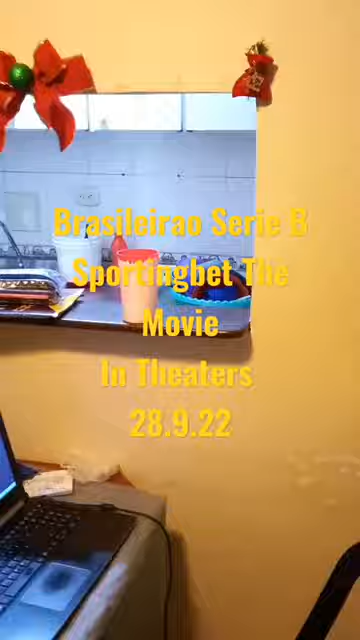 Brasileirao Serie B
Sportingbet The
Movie
In Theaters
28.9.22